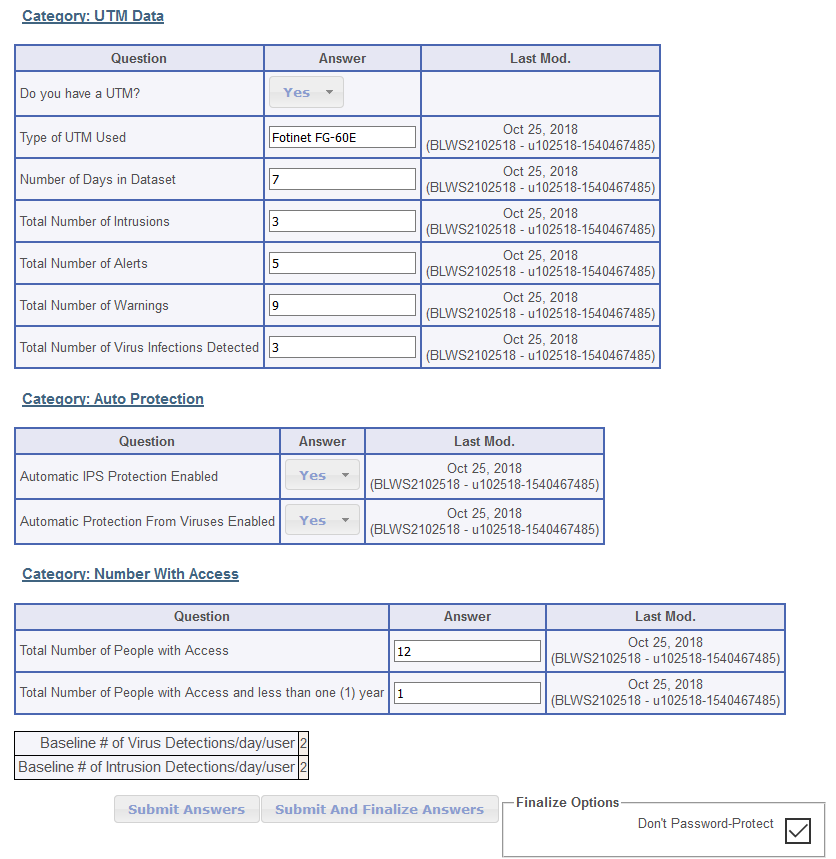 Category: UTM Data
Question Answer Last Mod.
Do you have a UTM? Yes
Type of UTM Used Fotinet FG-60E Oct 25, 2018
(BLWS2102518 - u102518-1540467485)
Number of Days in Dataset 7 Oct 25, 2018
(BLWS2102518 - u102518-1540467485)
Total Number of Intrusions 3 Oct 25, 2018
(BLWS2102518 - u102518-1540467485)
Total Number of Alerts 5 Oct 25, 2018
(BLWS2102518 - u102518-1540467485)
Total Number of Warnings 9 Oct 25, 2018
(BLWS2102518 - u102518-1540467485)
Total Number of Virus Infections Detected 3 Oct 25, 2018
(BLWS2102518 - u102518-1540467485)
Category: Auto Protection
Question Answer Last Mod.
Automatic IPS Protection Enabled Yes Oct 25, 2018
(BLWS2102518 - u102518-1540467485)
Automatic Protection From Viruses Enabled Yes Oct 25, 2018
(BLWS2102518 - u102518-1540467485)
Category: Number With Access
Question Answer Last Mod.
Total Number of People with Access 12 Oct 25, 2018
(BLWS2102518 - u102518-1540467485)
Total Number of People with Access and less than one (1) year 1 Oct 25, 2018
(BLWS2102518 - u102518-1540467485)
Baseline # of Virus Detections/day/user 2
Baseline # of Intrusion Detections/day/user 2
Submit Answers Submit And Finalize Answers
Finalize Options
Don't Password-Protect